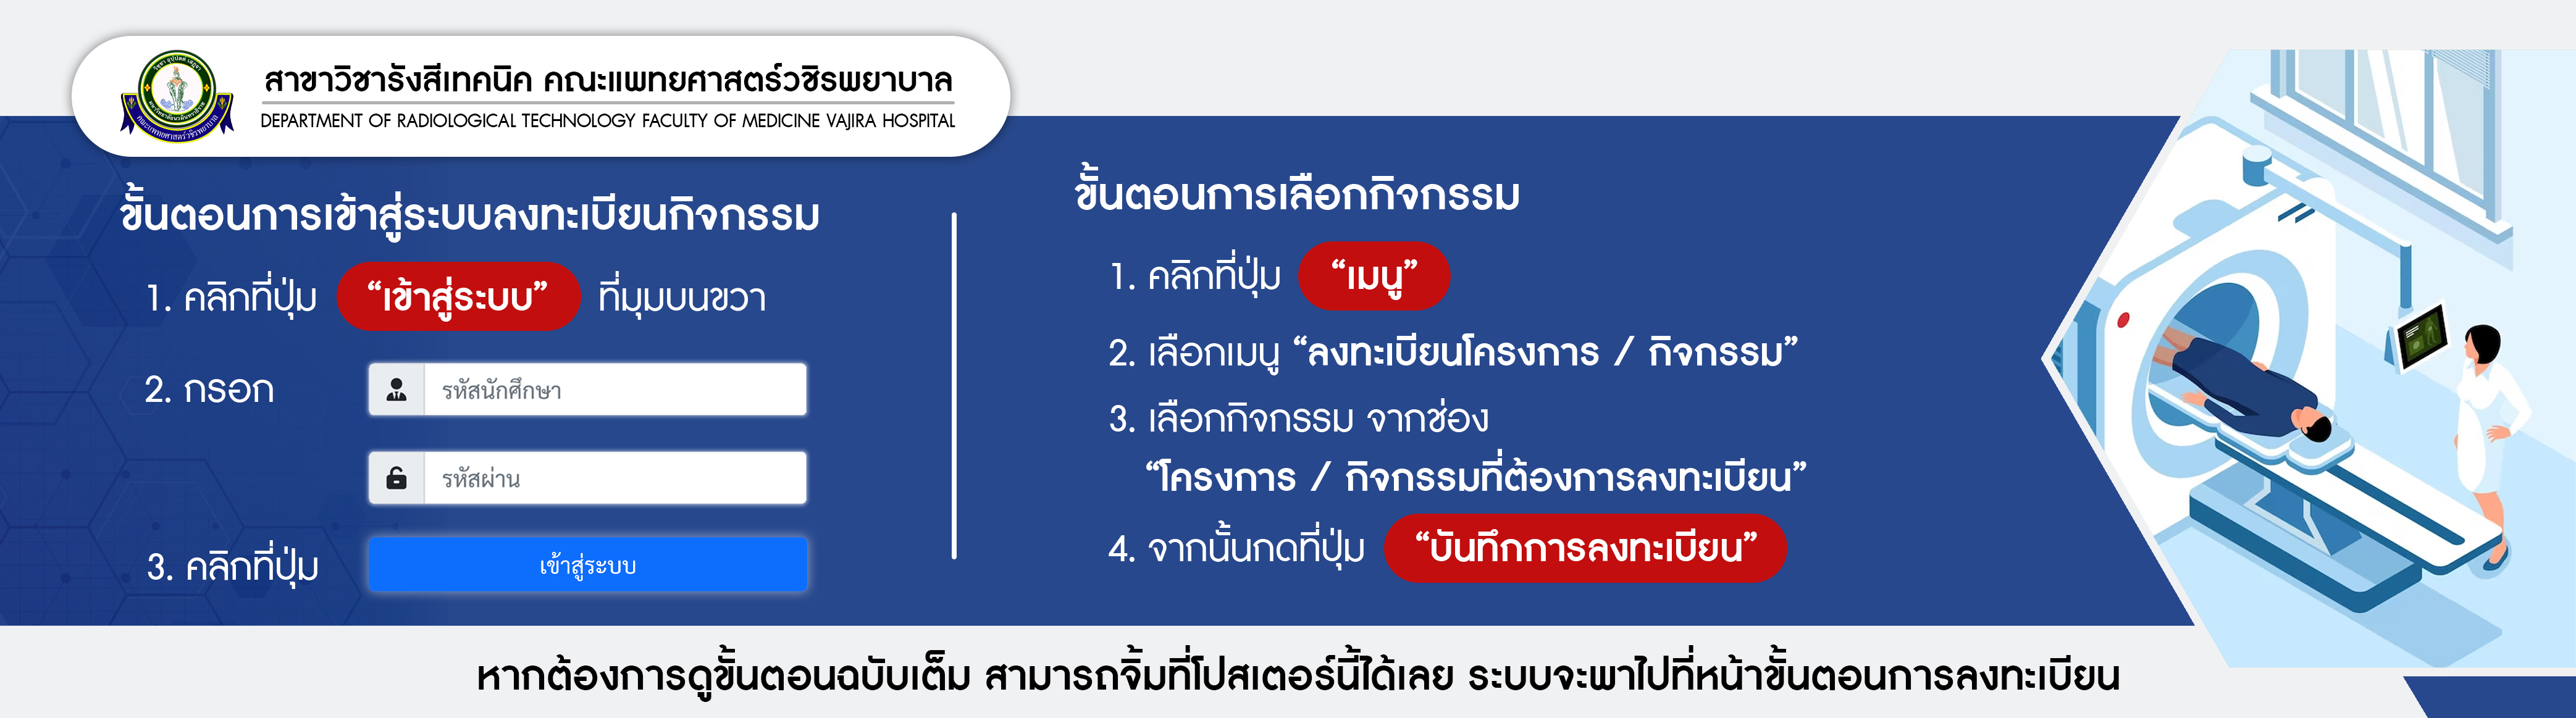 สาขาวิชารังสีเทคนิค คณะแพทยศาสตร์วชิรพยาบาล
DEPARTMENT OF RADIOLOGICAL TECHNOLOGY FACULTY OF MEDICINE VAJIRA HOSPITAL
ขั้นตอนการเข้าสู่ระบบลงทะเบียนกิจกรรม
1. คลิกที่ปุ่ม “เข้าสู่ระบบ” ที่มุมบนขวา
2. กรอก รหัสนักศึกษา
รหัสผ่าน
3. คลิกที่ปุ่ม เข้าสู่ระบบ
ขั้นตอนการเลือกกิจกรรม
1. คลิกที่ปุ่ม “เมนู”
2. เลือกเมนู “ลงทะเบียนโครงการ / กิจกรรม”
3. เลือกกิจกรรม จากช่อง
“โครงการ / กิจกรรมที่ต้องการลงทะเบียน”
4. จากนั้นกดที่ปุ่ม “บันทึกการลงทะเบียน”
หากต้องการดูขั้นตอนฉบับเต็ม สามารถจิ้มที่โปสเตอร์นี้ได้เลย ระบบจะพาไปที่หน้าขั้นตอนการลงทะเบียน